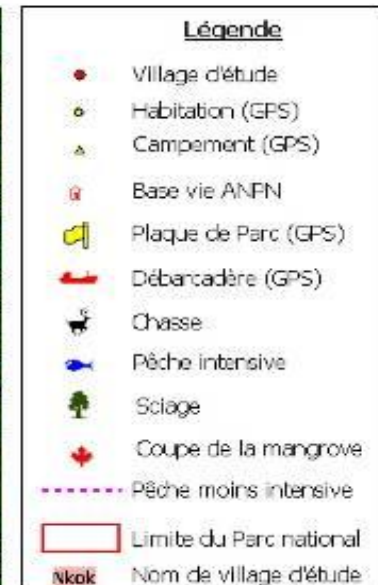 Légende
Village d'étude
Habitation (GPS)
Campement (GPS)
Base vie ANPN
Plaque de Parc (GPS)
Débarcadère (GPS)
Chasse
Pêche intensive
Sciage
Coupe de la mangrove
Pêche moins intensive
Limite du Parc national
Nkok Nom de village d'étude